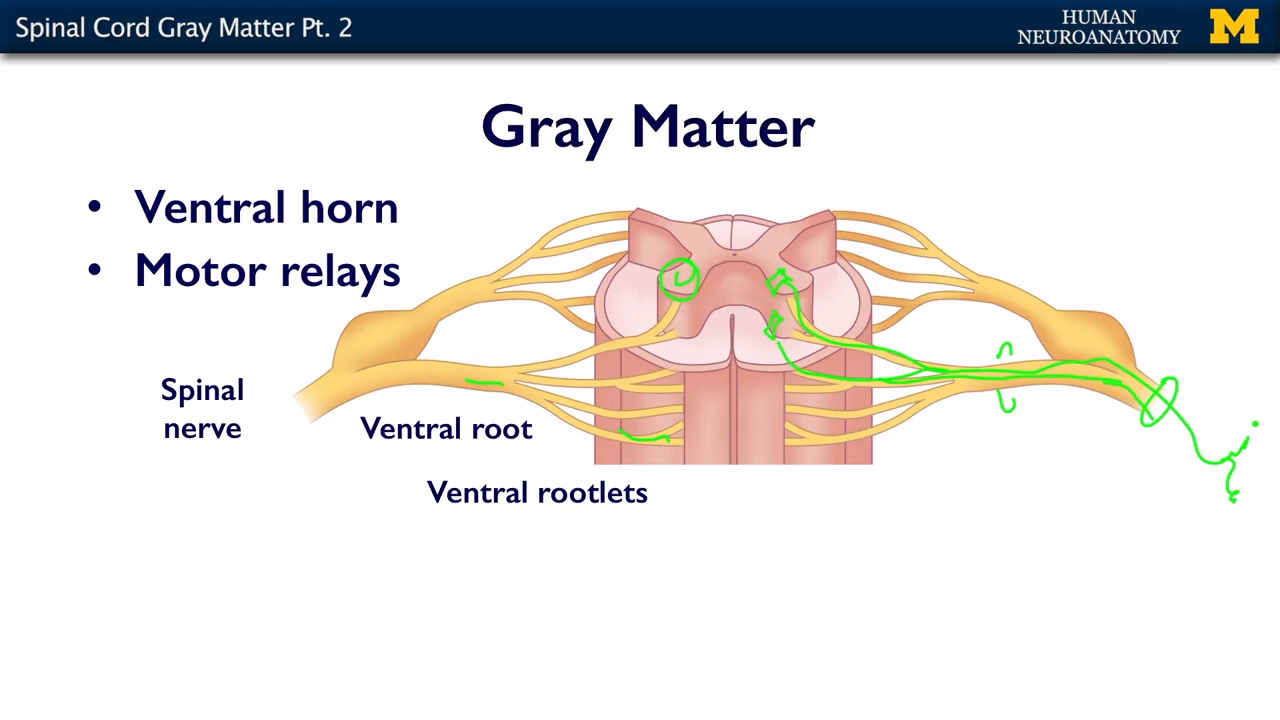 Spinal Cord Gray Matter Pt. 2
HUMAN
NEUROANATOMY
M
Gray Matter
• Ventral horn
• Motor relays
Spinal
nerve
Ventral root
Ventral rootlets